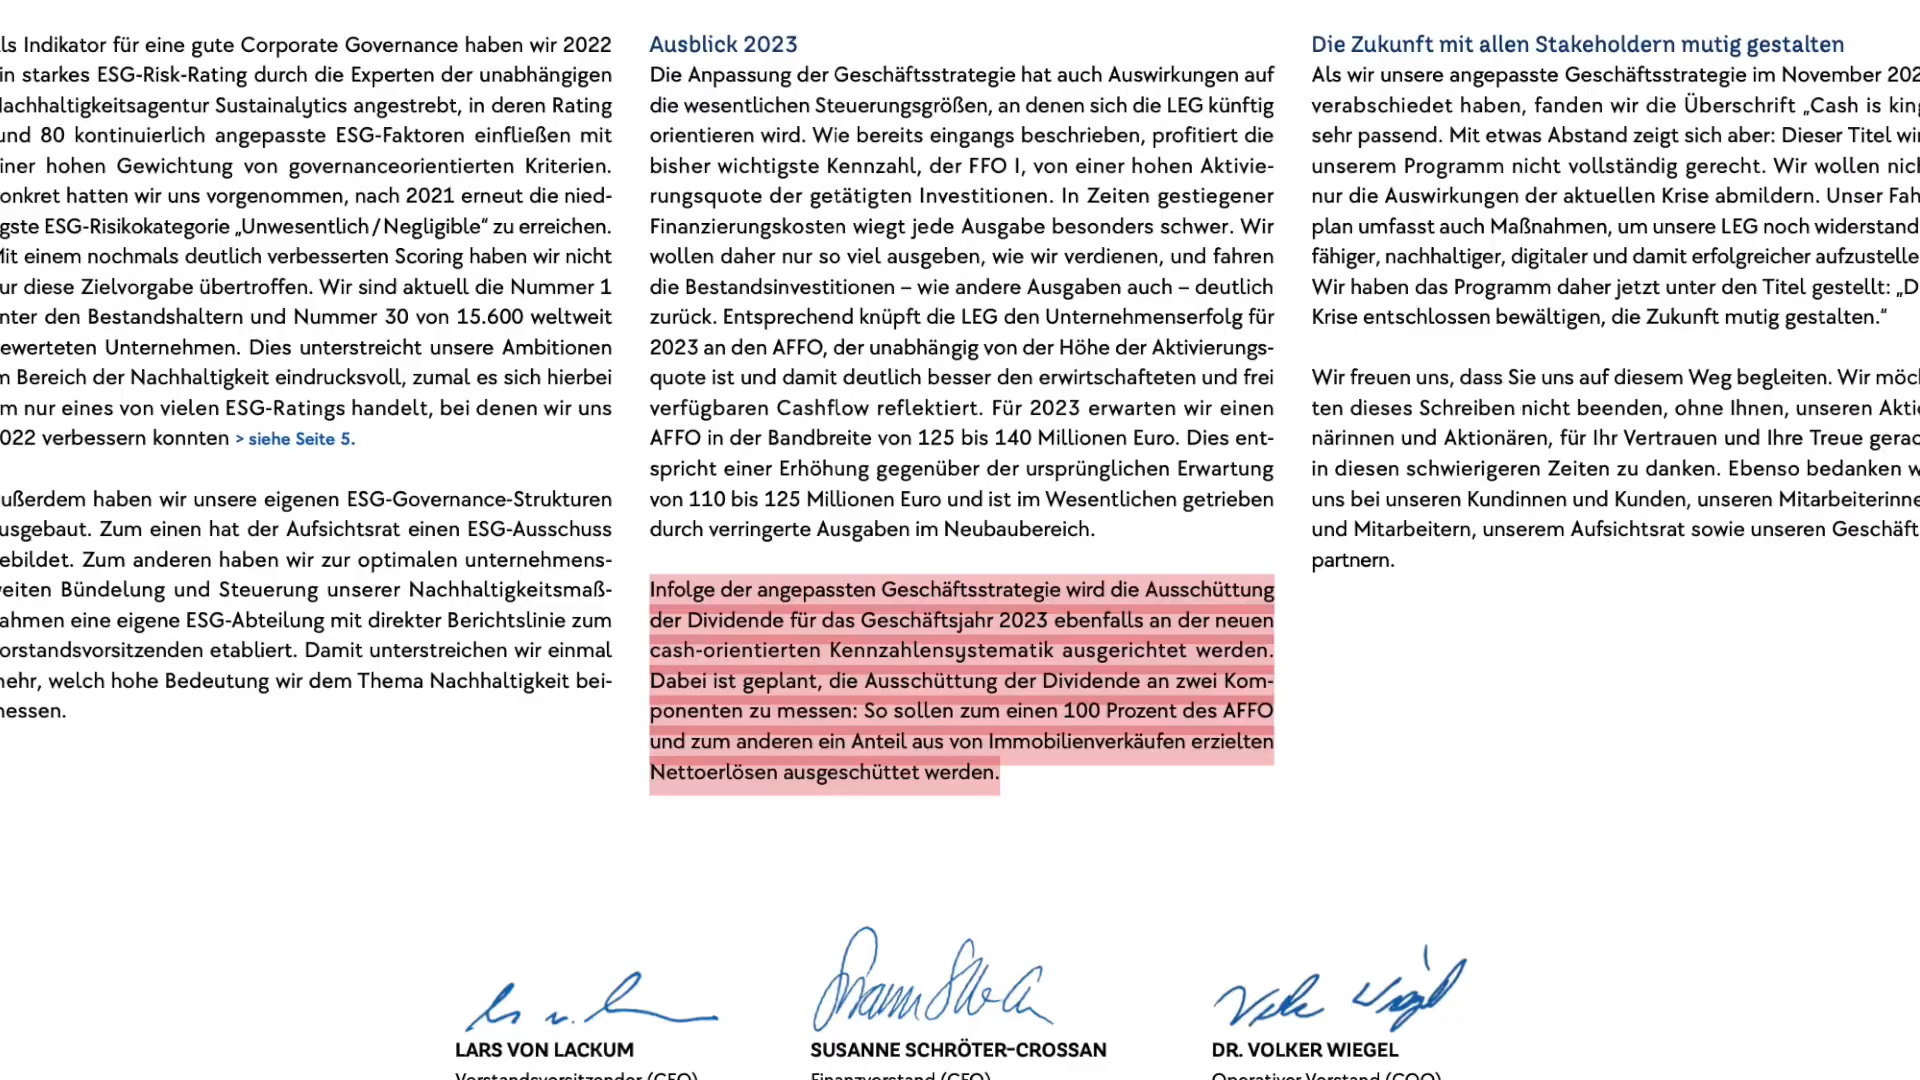 ls Indikator für eine gute Corporate Governance haben wir 2022
in starkes ESG-Risk-Rating durch die Experten der unabhängigen
achhaltigkeitsagentur Sustainalytics angestrebt, in deren Rating
und 80 kontinuierlich angepasste ESG-Faktoren einfließen mit
iner hohen Gewichtung von governanceorientierten Kriterien.
onkret hatten wir uns vorgenommen, nach 2021 erneut die nied-
gste ESG-Risikokategorie „Unwesentlich / Negligible“ zu erreichen.
it einem nochmals deutlich verbesserten Scoring haben wir nicht
ur diese Zielvorgabe übertroffen. Wir sind aktuell die Nummer 1
nter den Bestandshaltern und Nummer 30 von 15.600 weltweit
ewerteten Unternehmen. Dies unterstreicht unsere Ambitionen
m Bereich der Nachhaltigkeit eindrucksvoll, zumal es sich hierbei
m nur eines von vielen ESG-Ratings handelt, bei denen wir uns
022 verbessern konnten > siehe Seite 5.
ußerdem haben wir unsere eigenen ESG-Governance-Strukturen
usgebaut. Zum einen hat der Aufsichtsrat einen ESG-Ausschuss
ebildet. Zum anderen haben wir zur optimalen unternehmens-
eiten Bündelung und Steuerung unserer Nachhaltigkeitsmaß-
ahmen eine eigene ESG-Abteilung mit direkter Berichtslinie zum
orstandsvorsitzenden etabliert. Damit unterstreichen wir einmal
ehr, welch hohe Bedeutung wir dem Thema Nachhaltigkeit bei-
essen.
Ausblick 2023
Die Anpassung der Geschäftsstrategie hat auch Auswirkungen auf
die wesentlichen Steuerungsgrößen, an denen sich die LEG künftig
orientieren wird. Wie bereits eingangs beschrieben, profitiert die
bisher wichtigste Kennzahl, der FFO I, von einer hohen Aktivie-
rungsquote der getätigten Investitionen. In Zeiten gestiegener
Finanzierungskosten wiegt jede Ausgabe besonders schwer. Wir
wollen daher nur so viel ausgeben, wie wir verdienen, und fahren
die Bestandsinvestitionen – wie andere Ausgaben auch – deutlich
zurück. Entsprechend knüpft die LEG den Unternehmenserfolg für
2023 an den AFFO, der unabhängig von der Höhe der Aktivierungs-
quote ist und damit deutlich besser den erwirtschafteten und frei
verfügbaren Cashflow reflektiert. Für 2023 erwarten wir einen
AFFO in der Bandbreite von 125 bis 140 Millionen Euro. Dies ent-
spricht einer Erhöhung gegenüber der ursprünglichen Erwartung
von 110 bis 125 Millionen Euro und ist im Wesentlichen getrieben
durch verringerte Ausgaben im Neubaubereich.
Infolge der angepassten Geschäftsstrategie wird die Ausschüttung
der Dividende für das Geschäftsjahr 2023 ebenfalls an der neuen
cash-orientierten Kennzahlensystematik ausgerichtet werden.
Dabei ist geplant, die Ausschüttung der Dividende an zwei Kom-
ponenten zu messen: So sollen zum einen 100 Prozent des AFFO
und zum anderen ein Anteil aus von Immobilienverkäufen erzielten
Nettoerlösen ausgeschüttet werden.
Die Zukunft mit allen Stakeholdern mutig gestalten
Als wir unsere angepasste Geschäftsstrategie im November 202
verabschiedet haben, fanden wir die Überschrift „Cash is king
sehr passend. Mit etwas Abstand zeigt sich aber: Dieser Titel wir
unserem Programm nicht vollständig gerecht. Wir wollen nich
nur die Auswirkungen der aktuellen Krise abmildern. Unser Fah
plan umfasst auch Maßnahmen, um unsere LEG noch widerstand
fähiger, nachhaltiger, digitaler und damit erfolgreicher aufzustelle
Wir haben das Programm daher jetzt unter den Titel gestellt: „D
Krise entschlossen bewältigen, die Zukunft mutig gestalten.“
Wir freuen uns, dass Sie uns auf diesem Weg begleiten. Wir möch
ten dieses Schreiben nicht beenden, ohne Ihnen, unseren Aktio
närinnen und Aktionären, für Ihr Vertrauen und Ihre Treue gerad
in diesen schwierigeren Zeiten zu danken. Ebenso bedanken w
uns bei unseren Kundinnen und Kunden, unseren Mitarbeiterinne
und Mitarbeitern, unserem Aufsichtsrat sowie unseren Geschäft
partnern.
LARS VON LACKUM
Vorstandsvorsitzender (CEO)
SUSANNE SCHRÖTER-CROSSAN
Finanzvorstand (CFO)
DR. VOLKER WIEGEL
Operativer Vorstand (COO)